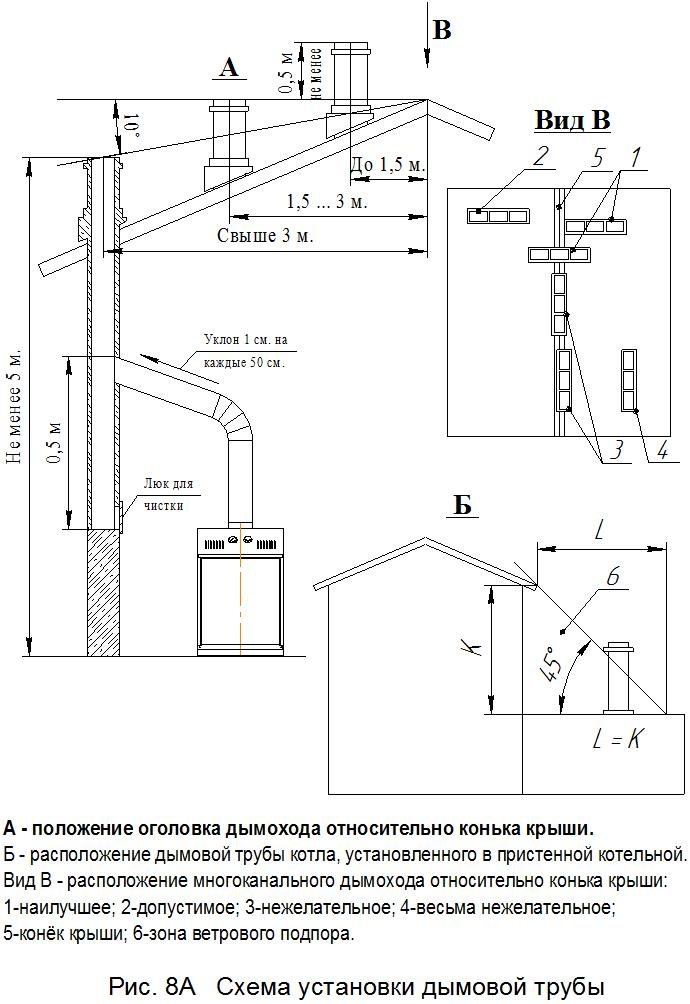 В
А
0,5 м
не менее
10°
До 1,5 м.
1,5 ... 3 м.
Свыше 3 м.
Не менее 5 м.
0,5 м
Уклон 1 см. на
каждые 50 см.
Люк для
чистки
Вид В
2
5
1
3
4
Б
L
6
K
45°
L = K
А - положение оголовка дымохода относительно конька крыши.
Б - расположение дымовой трубы котла, установленного в пристенной котельной.
Вид В - расположение многоканального дымохода относительно конька крыши:
1-наилучшее; 2-допустимое; 3-нежелательное; 4-весьма нежелательное;
5-конёк крыши; 6-зона ветрового подпора.
Рис. 8А Схема установки дымовой трубы